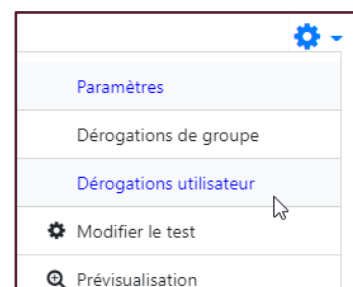 Paramètres
Dérogations de groupe
Dérogations utilisateur
Modifier le test
Prévisualisation